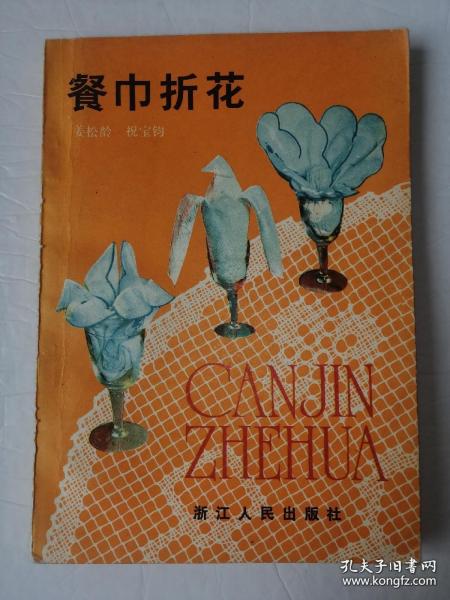 餐巾折花
姜松龄 祝宝钧
CANJIN
ZHEHUA
浙江人民出版社
孔夫子旧书网
www.kongfz.com